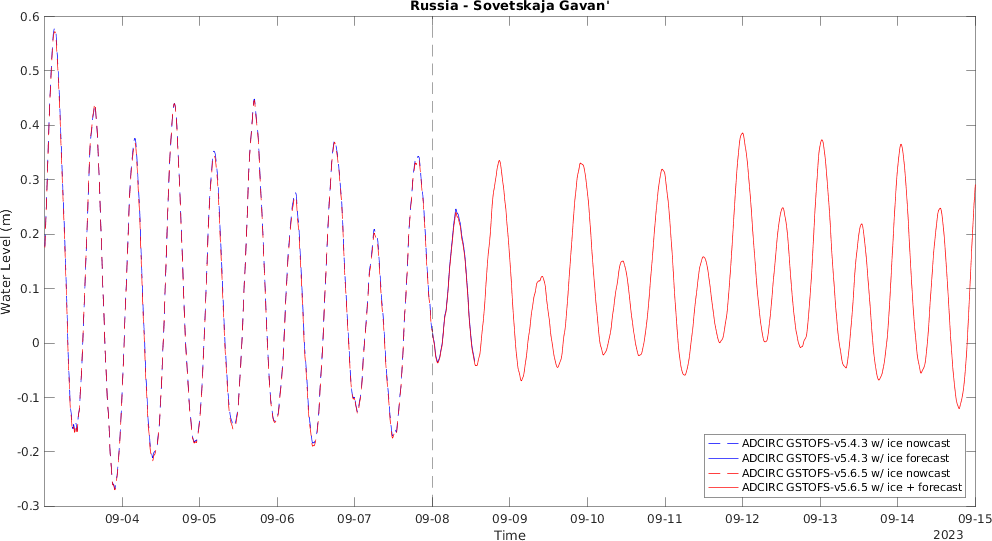 Russia - Sovetskaja Gavan'
0.6
0.5
0.4
0.3
0.2
0.1
0
-0.1
-0.2
-0.3
Water Level (m)
ADCIRC GSTOFS-v5.4.3 w/ ice nowcast
ADCIRC GSTOFS-v5.4.3 w/ ice forecast
ADCIRC GSTOFS-v5.6.5 w/ ice nowcast
ADCIRC GSTOFS-v5.6.5 w/ ice + forecast
09-04 09-05 09-06 09-07 09-08 09-09 09-10 09-11 09-12 09-13 09-14 09-15
Time
2023